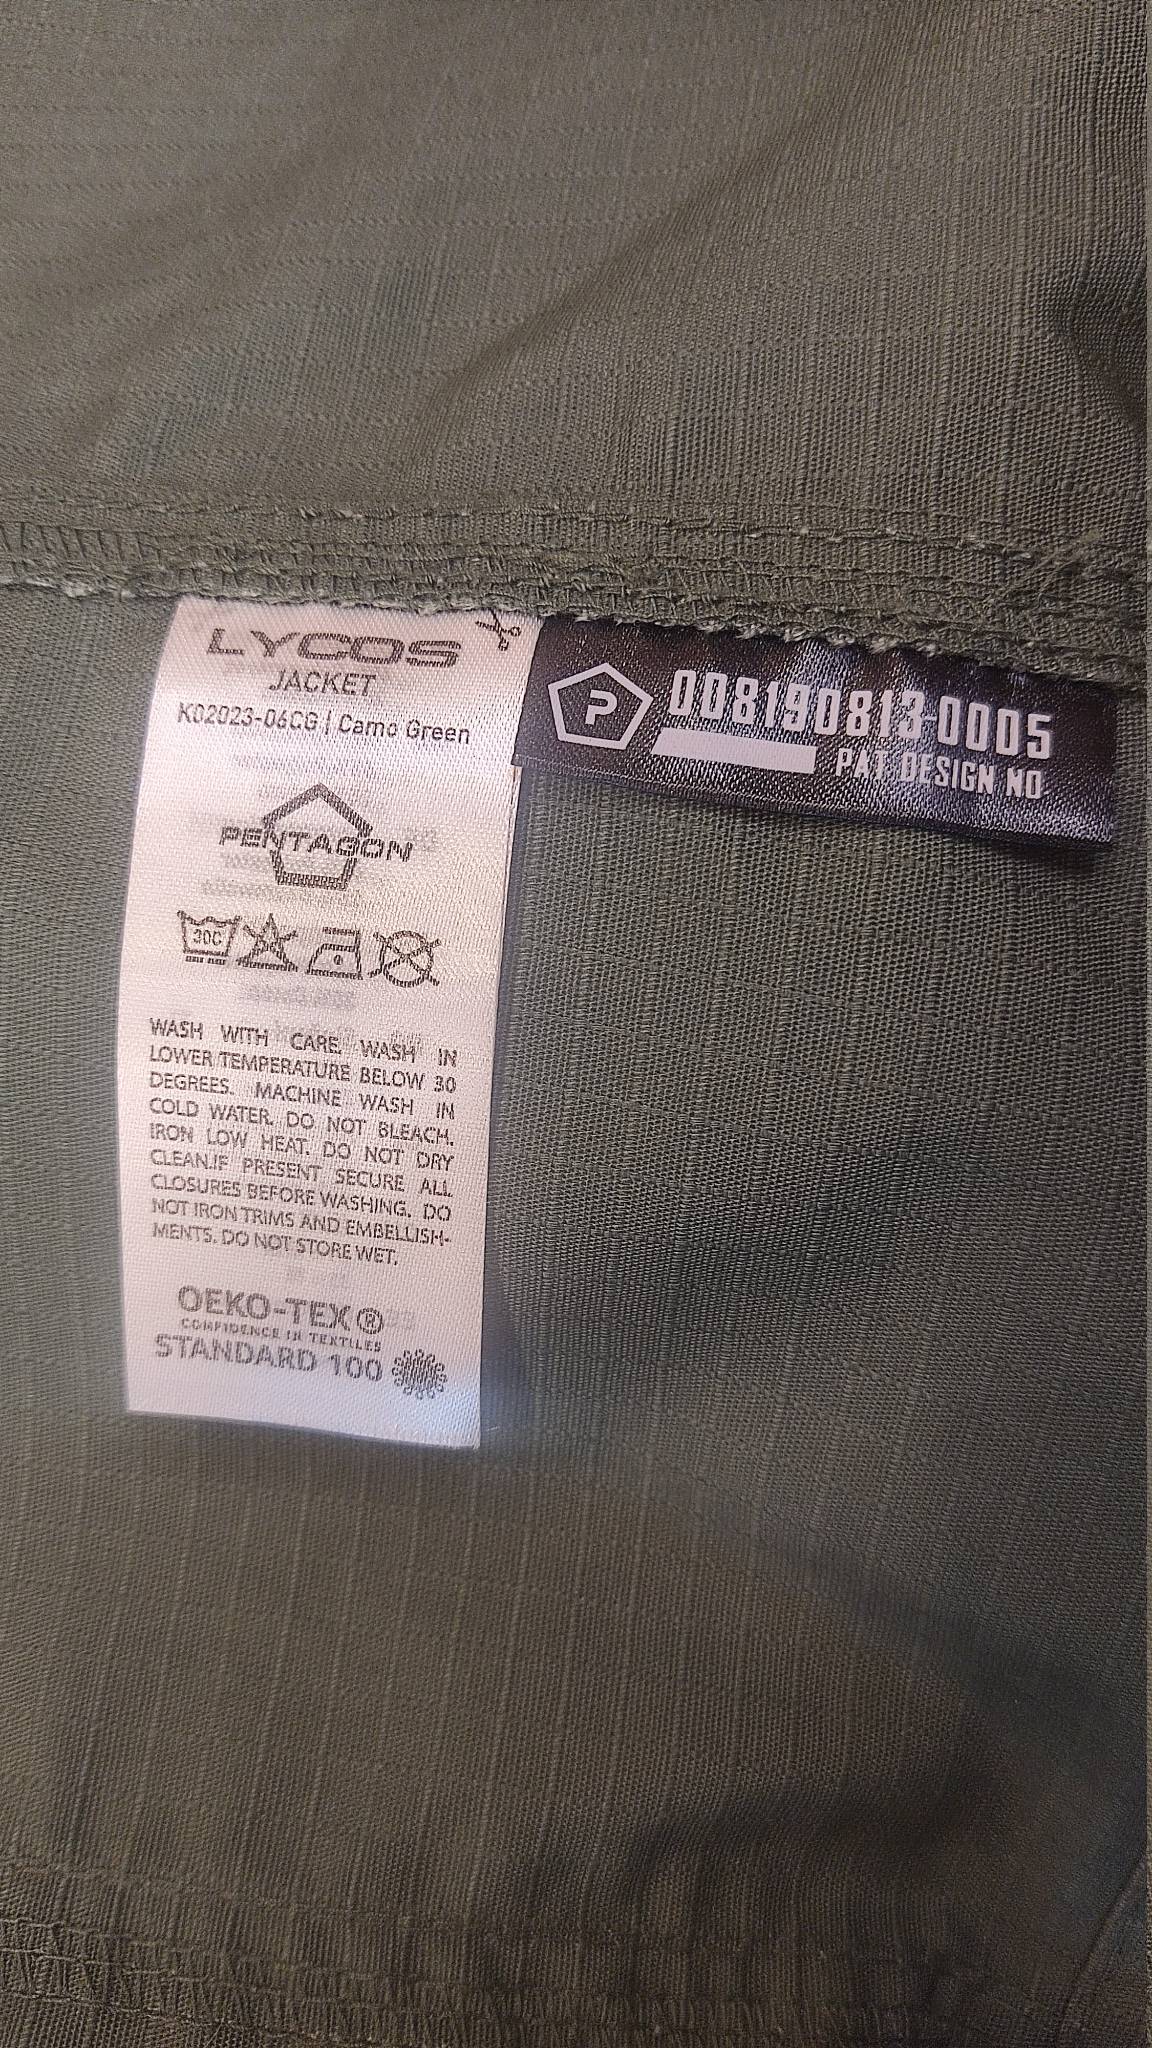 LYCOS
JACKET
K02023-06CG | Camo Green
PENTAGON
30C
WASH WITH CARE. WASH IN
LOWER TEMPERATURE BELOW 30
DEGREES. MACHINE WASH IN
COLD WATER. DO NOT BLEACH.
IRON LOW HEAT. DO NOT DRY
CLEAN.IF PRESENT SECURE ALL
CLOSURES BEFORE WASHING. DO
NOT IRON TRIMS AND EMBELLISH-
MENTS. DO NOT STORE WET.
OEKO-TEX®
CONFIDENCE IN TEXTILES
STANDARD 100
P
008190813-0005
PAT DESIGN NO